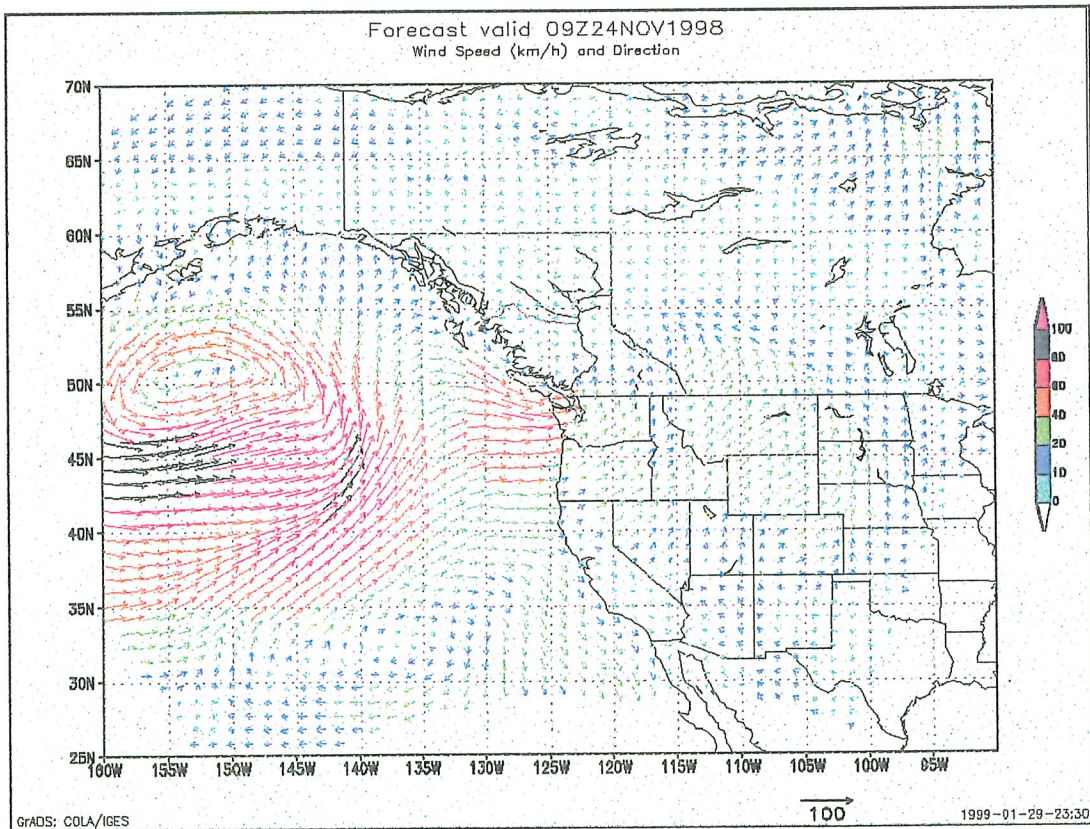 Forecast valid 09Z24NOV1998
Wind Speed (km/h) and Direction
70N
65N
60N
55N
50N
45N
40N
35N
30N
25N
160W 155W 150W 145W 140W 135W 130W 125W 120W 115W 110W 105W 100W 95W
100
80
60
40
20
10
0
100
GrADS: COLA/IGES
1999-01-29-23:30